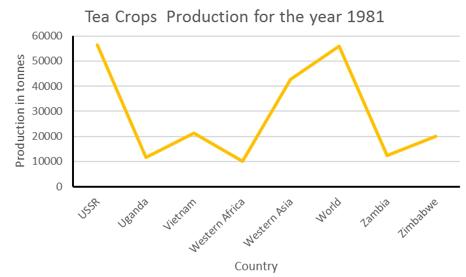 Tea Crops Production for the year 1981
Production in tonnes
60000
50000
40000
30000
20000
10000
0
USSR
Uganda
Vietnam
Western Africa
Western Asia
World
Zambia
Zimbabwe
Country